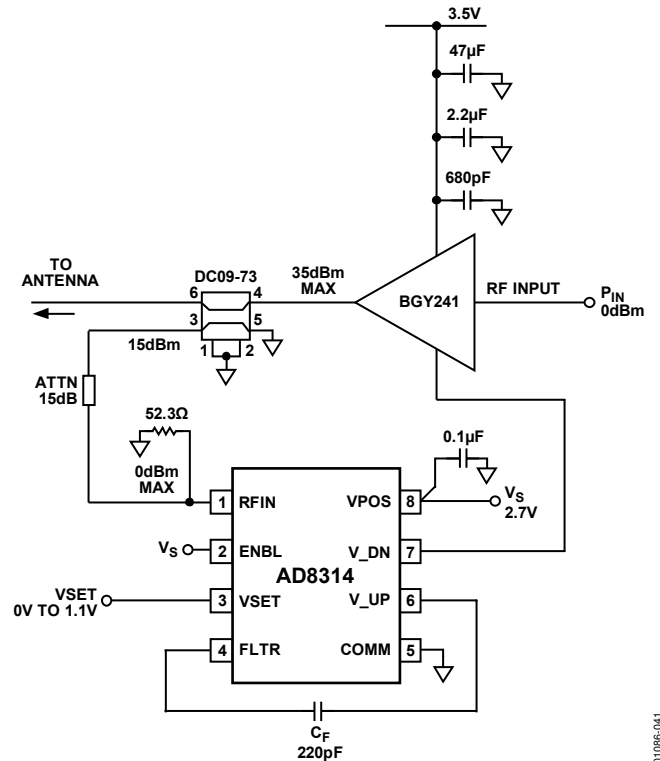 3.5V
47µF
2.2µF
680pF
TO
ANTENNA
DC09-73
35dBm
MAX
6
4
BGY241
RF INPUT
P_IN
0dBm
3
5
15dBm
1
2
ATTN
15dB
52.3Ω
0.1µF
0dBm
MAX
1 RFIN
VPOS 8
V_S
2.7V
V_S
2 ENBL
V_DN 7
AD8314
VSET
0V TO 1.1V
3 VSET
V_UP 6
4 FLTR
COMM 5
C_F
220pF
01086-041